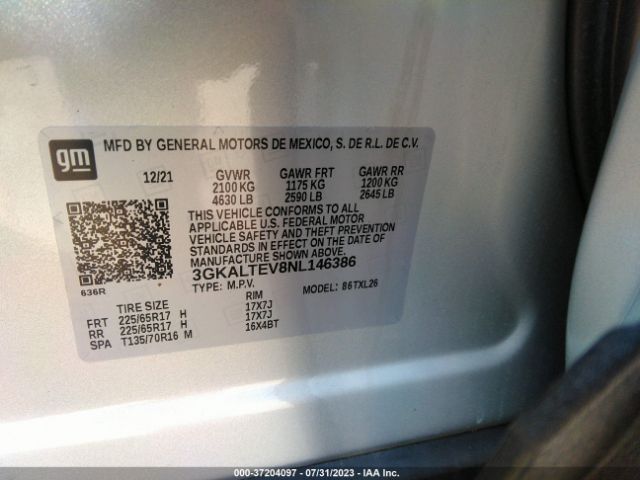 gm
MFD BY GENERAL MOTORS DE MEXICO, S. DE R.L. DE C.V.
12/21 GVWR GAWR FRT GAWR RR
2100 KG 1175 KG 1200 KG
4630 LB 2590 LB 2645 LB
THIS VEHICLE CONFORMS TO ALL
APPLICABLE U.S. FEDERAL MOTOR
VEHICLE SAFETY AND THEFT PREVENTION
STANDARDS IN EFFECT ON THE DATE OF
MANUFACTURE SHOWN ABOVE.
3GKALTEV8NL146386
636R TYPE: M.P.V. MODEL: 86TXL26
TIRE SIZE RIM
FRT 225/65R17 H 17X7J
RR 225/65R17 H 17X7J
SPA T135/70R16 M 16X4BT
000-37204097 - 07/31/2023 - IAA Inc.